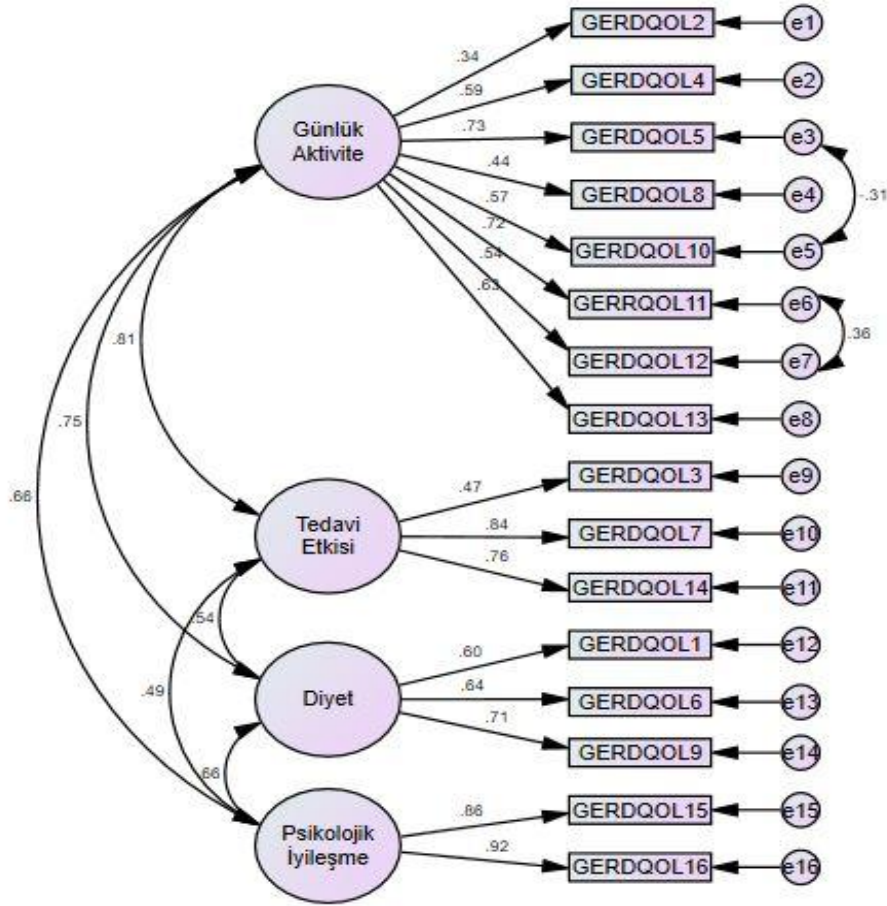 GERDQOL2
e1
.34
GERDQOL4
e2
.59
Günlük
Aktivite
.73
GERDQOL5
e3
.44
GERDQOL8
e4
-.31
.57
GERDQOL10
e5
.72
.54
GERRQOL11
e6
.63
.36
GERDQOL12
e7
.81
GERDQOL13
e8
.75
.66
.47
GERDQOL3
e9
Tedavi
Etkisi
.84
GERDQOL7
e10
.76
GERDQOL14
e11
.54
.60
GERDQOL1
e12
.49
Diyet
.64
GERDQOL6
e13
.71
GERDQOL9
e14
.66
.86
GERDQOL15
e15
Psikolojik
İyileşme
.92
GERDQOL16
e16